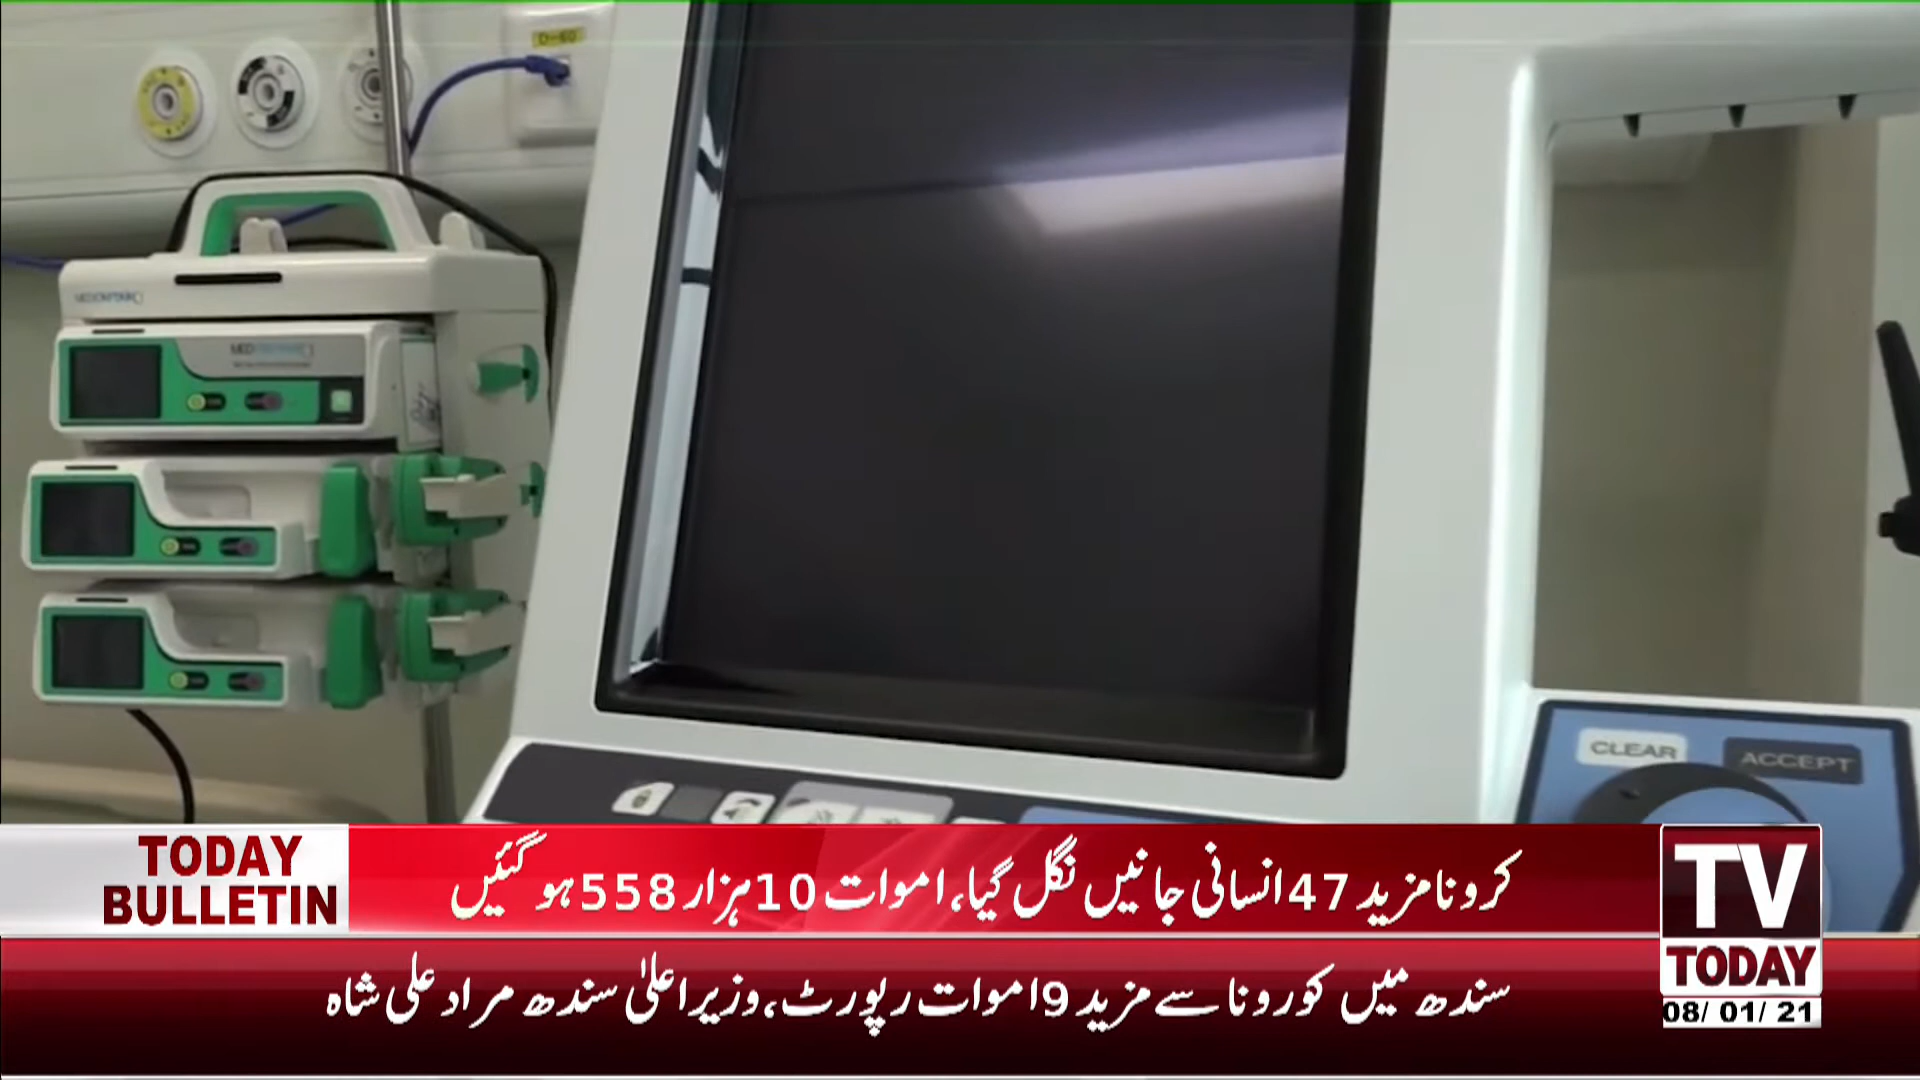 D-60
CLEAR
ACCEPT
TODAY
BULLETIN
کرونا مزید 47 انسانی جانیں نگل گیا، اموات 10 ہزار 558 ہو گئیں
سندھ میں کورونا سے مزید 9 اموات رپورٹ، وزیراعلیٰ سندھ مراد علی شاہ
TV
TODAY
08/ 01/ 21